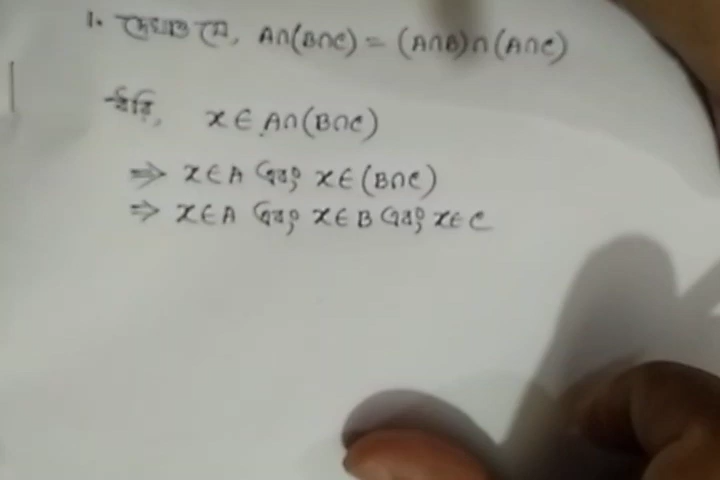 1. দেখাও যে, A∩(B∩C) = (A∩B)∩(A∩C)
ধরি, x ∈ A∩(B∩C)
⇒ x∈A এবং x∈(B∩C)
⇒ x∈A এবং x∈B এবং x∈C